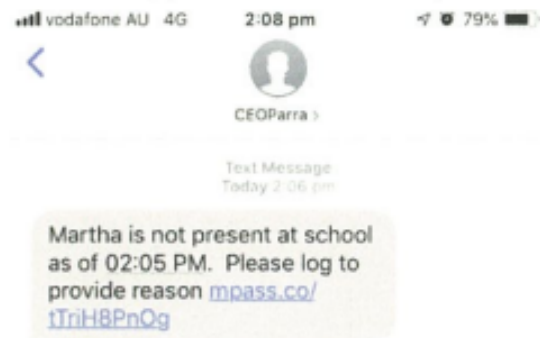 vodafone AU 4G 2:08 pm 79%
CEOParra >
Text Message
Today 2:06 pm
Martha is not present at school
as of 02:05 PM. Please log to
provide reason mpass.co/
tTriH8PnOg